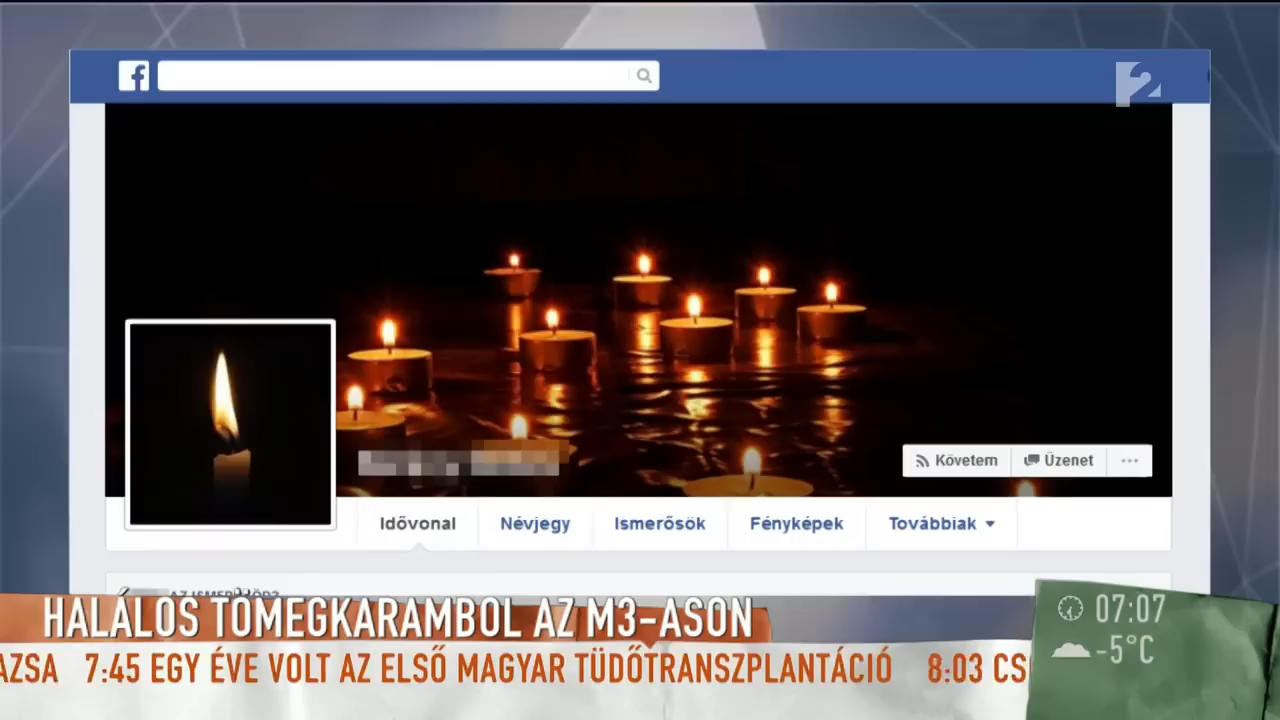 f
2
Követem
Üzenet
Idővonal
Névjegy
Ismerősök
Fényképek
Továbbiak
HALÁLOS TÖMEGKARAMBOL AZ M3-ASON
07:07
-5°C
AZSA 7:45 EGY ÉVE VOLT AZ ELSŐ MAGYAR TÜDŐTRANSZPLANTÁCIÓ 8:03 CS